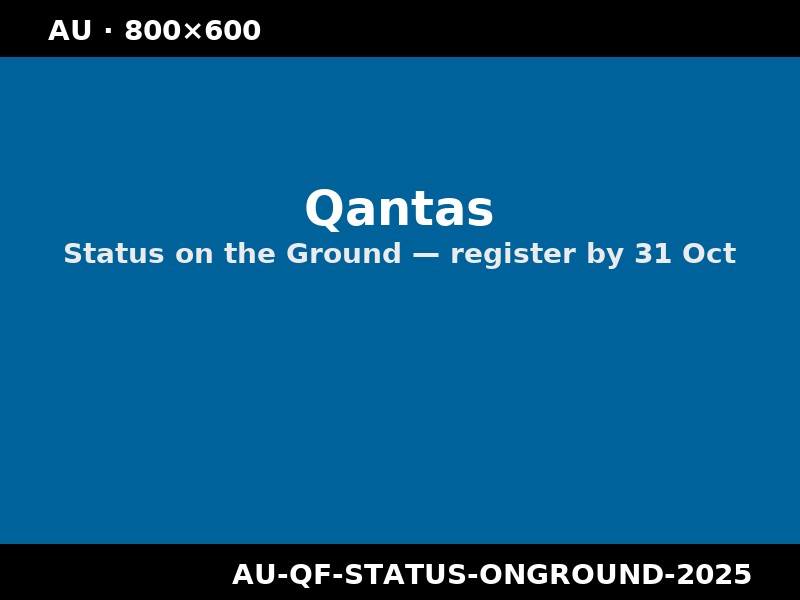 AU · 800×600
Qantas
Status on the Ground — register by 31 Oct
AU-QF-STATUS-ONGROUND-2025